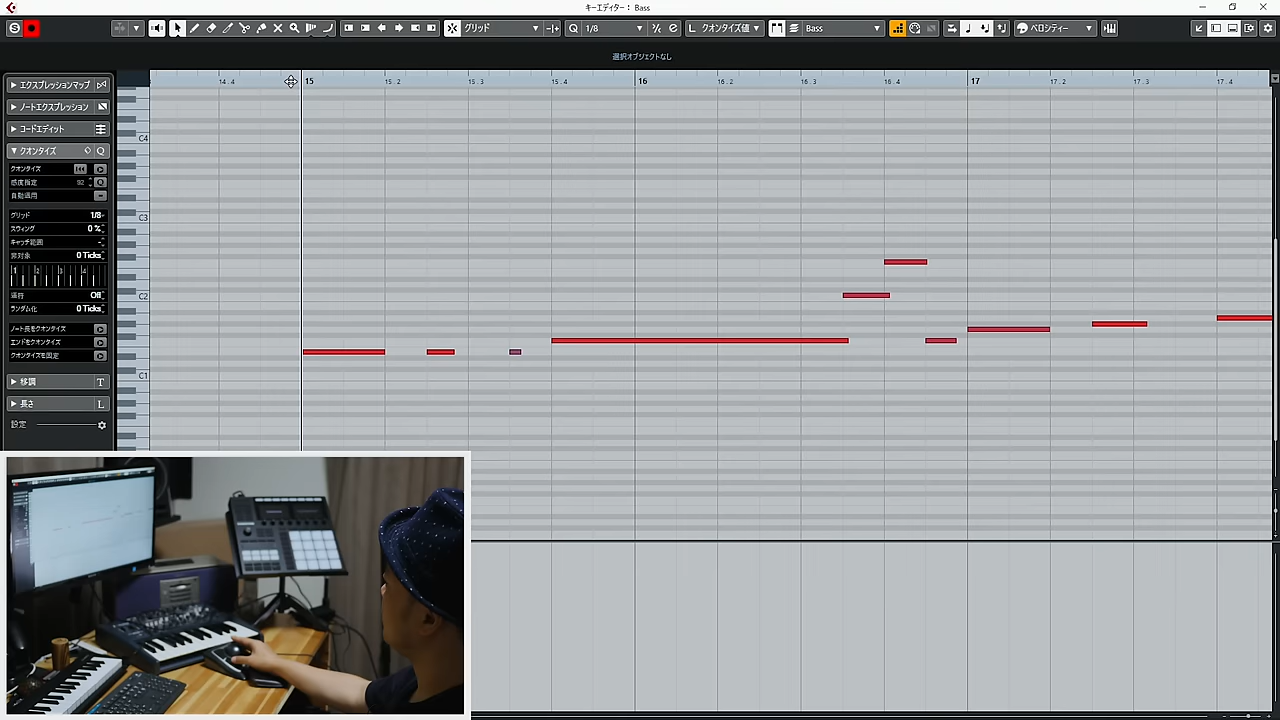 キーエディター： Bass
グリッド
Q 1/8
L クオンタイズ値
Bass
ベロシティー
選択オブジェクトなし
14. 4
15
15. 2
15. 3
15. 4
16
16. 2
16. 3
16. 4
17
17. 2
17. 3
17. 4
エクスプレッションマップ
ノートエクスプレッション
コードエディット
クオンタイズ Q
クオンタイズ
感度指定 92 Q
自動適用
グリッド 1/8
スウィング 0 %
キャッチ範囲 -
非対象 0 Ticks
1 2 3 4
連行 Off
ランダム化 0 Ticks
ノート長をクオンタイズ
エンドをクオンタイズ
クオンタイズを固定
移調 T
長さ L
設定
C4
C3
C2
C1